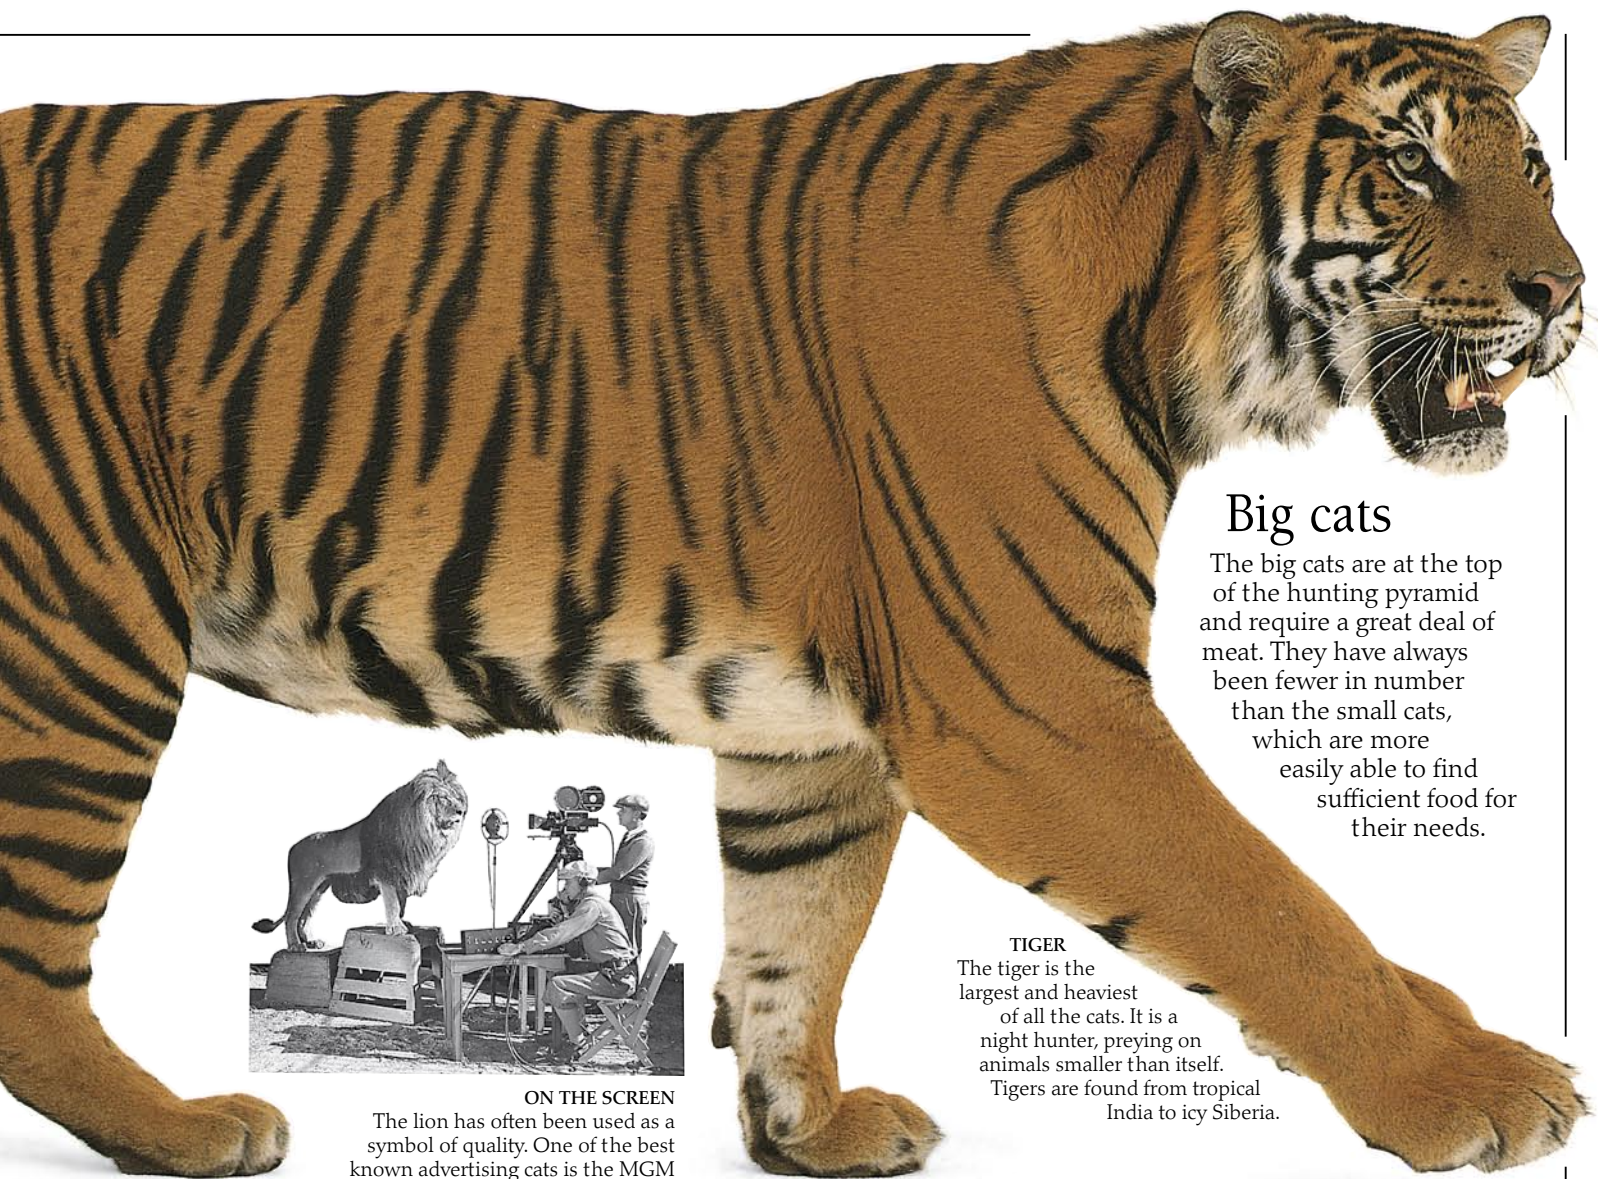 Big cats
The big cats are at the top
of the hunting pyramid
and require a great deal of
meat. They have always
been fewer in number
than the small cats,
which are more
easily able to find
sufficient food for
their needs.
TIGER
The tiger is the
largest and heaviest
of all the cats. It is a
night hunter, preying on
animals smaller than itself.
Tigers are found from tropical
India to icy Siberia.
ON THE SCREEN
The lion has often been used as a
symbol of quality. One of the best
known advertising cats is the MGM